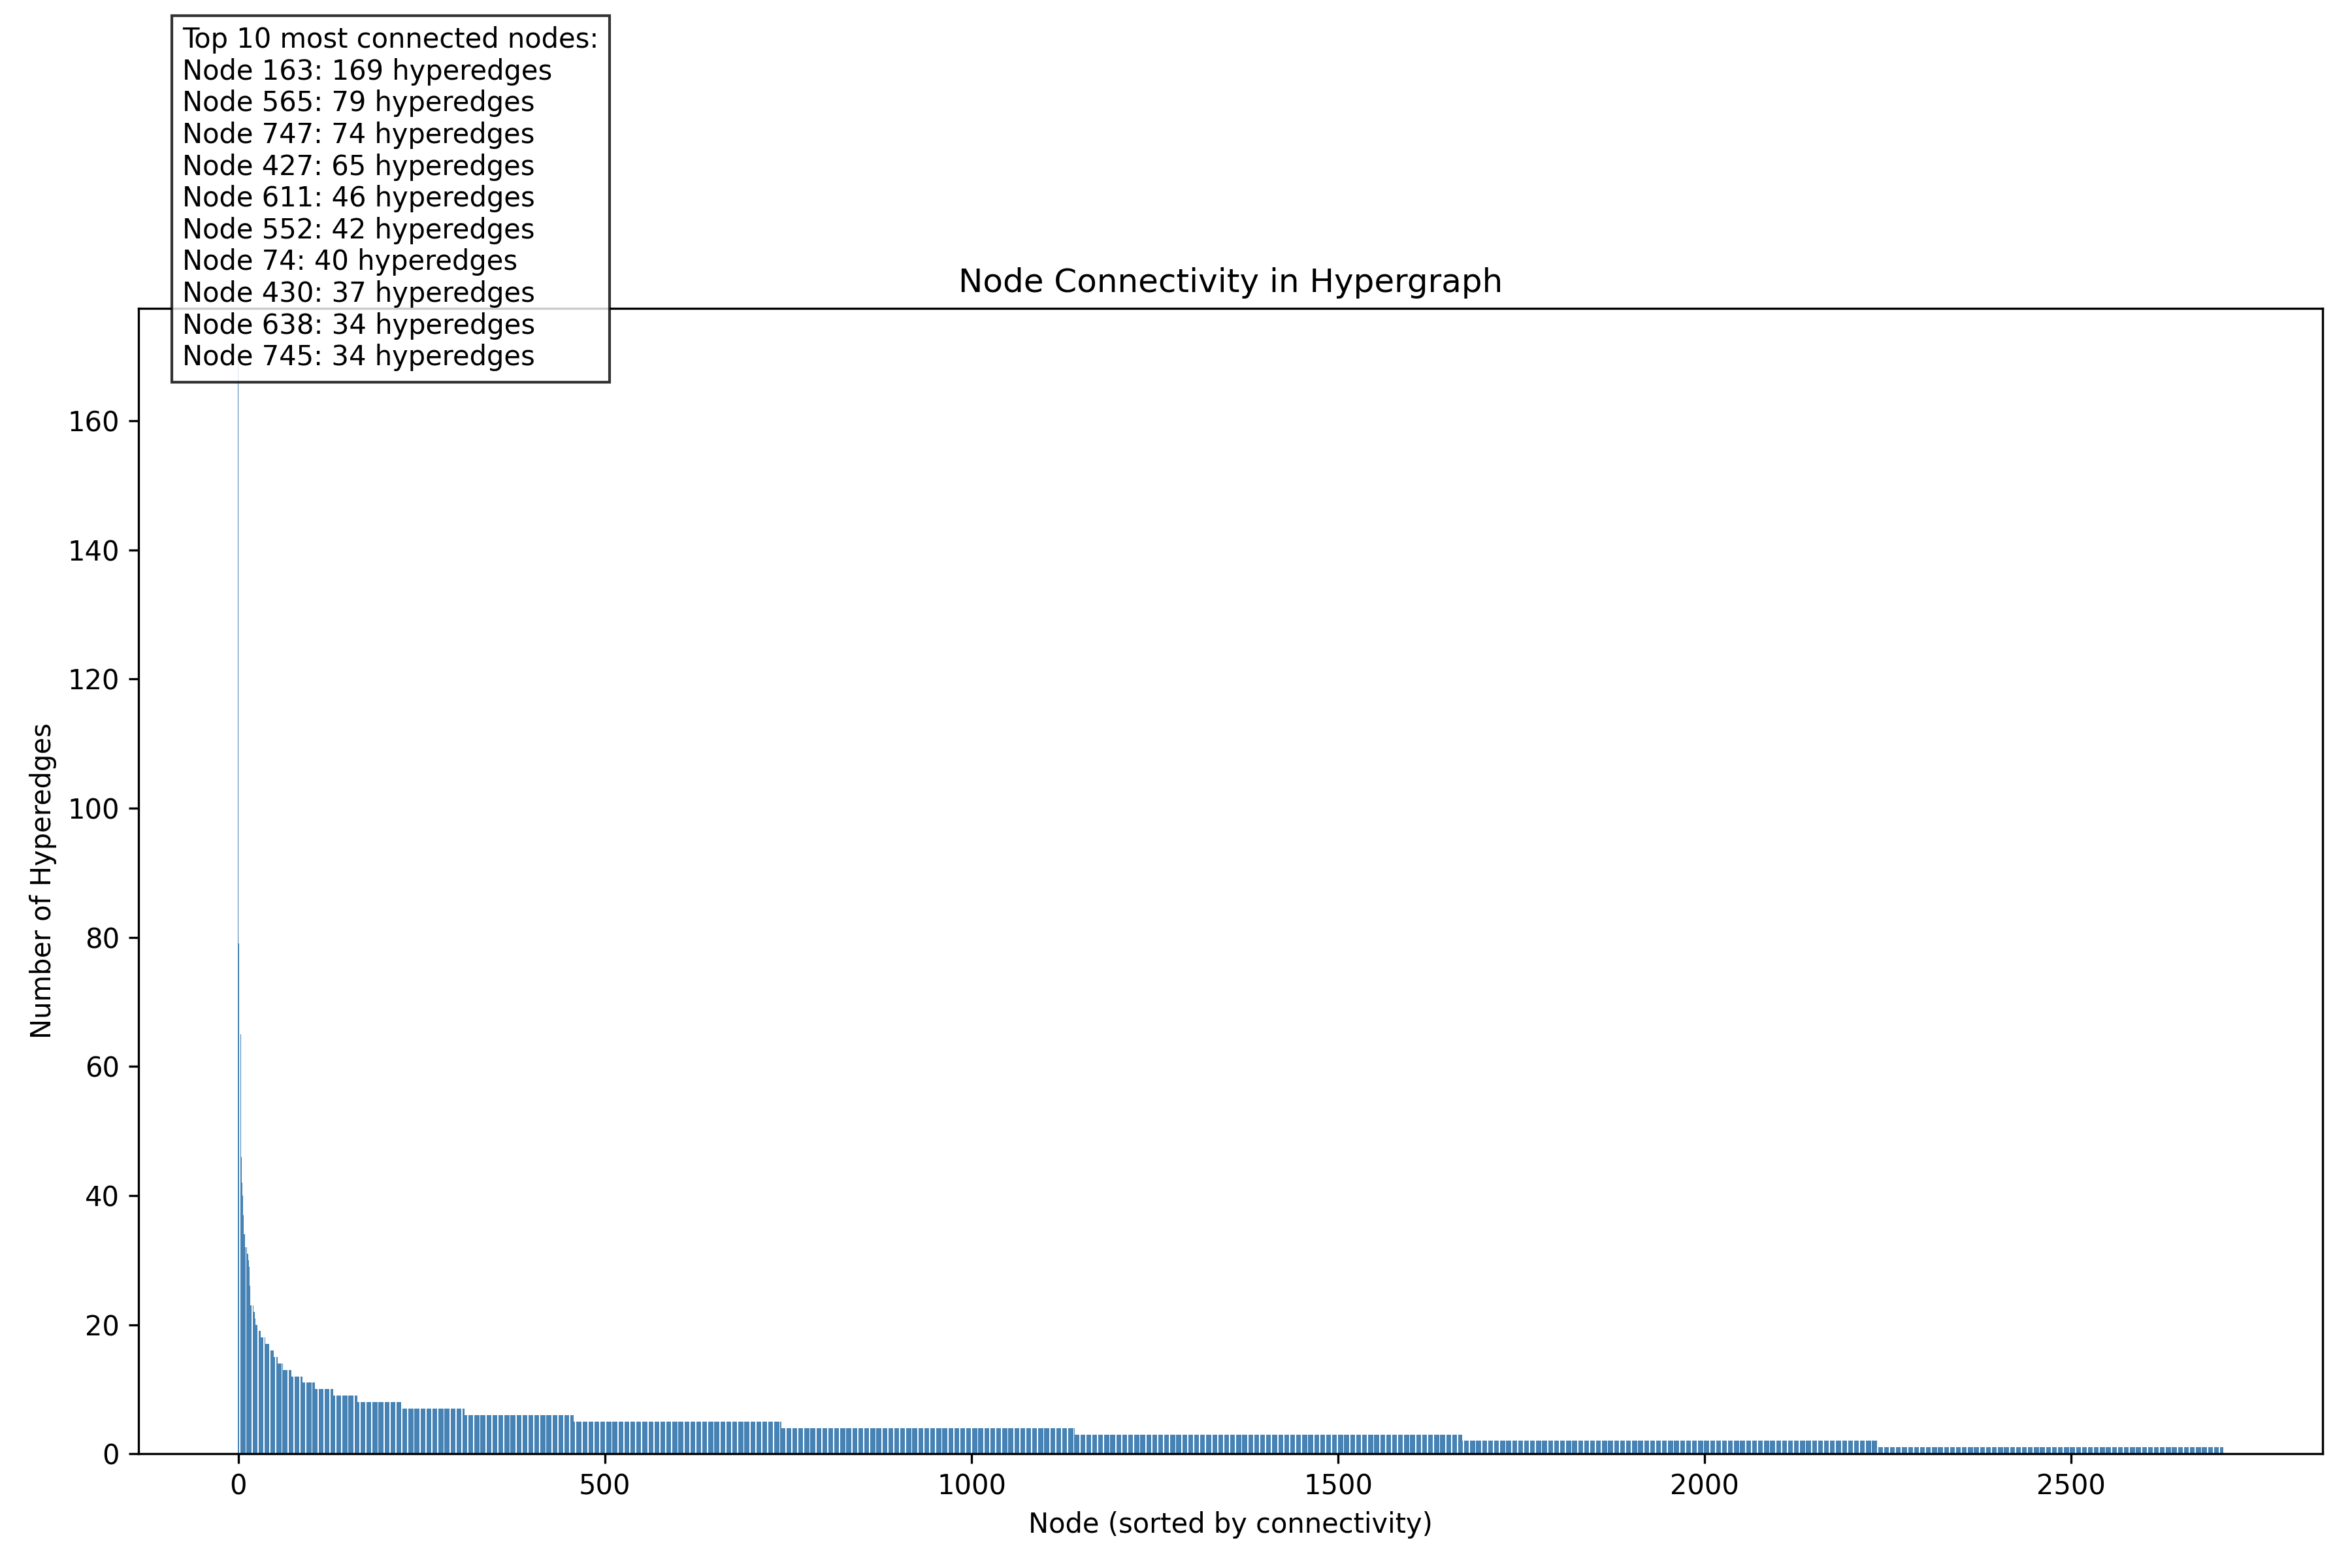 Top 10 most connected nodes:
Node 163: 169 hyperedges
Node 565: 79 hyperedges
Node 747: 74 hyperedges
Node 427: 65 hyperedges
Node 611: 46 hyperedges
Node 552: 42 hyperedges
Node 74: 40 hyperedges
Node 430: 37 hyperedges
Node 638: 34 hyperedges
Node 745: 34 hyperedges
Node Connectivity in Hypergraph
Number of Hyperedges
160
140
120
100
80
60
40
20
0
0 500 1000 1500 2000 2500
Node (sorted by connectivity)